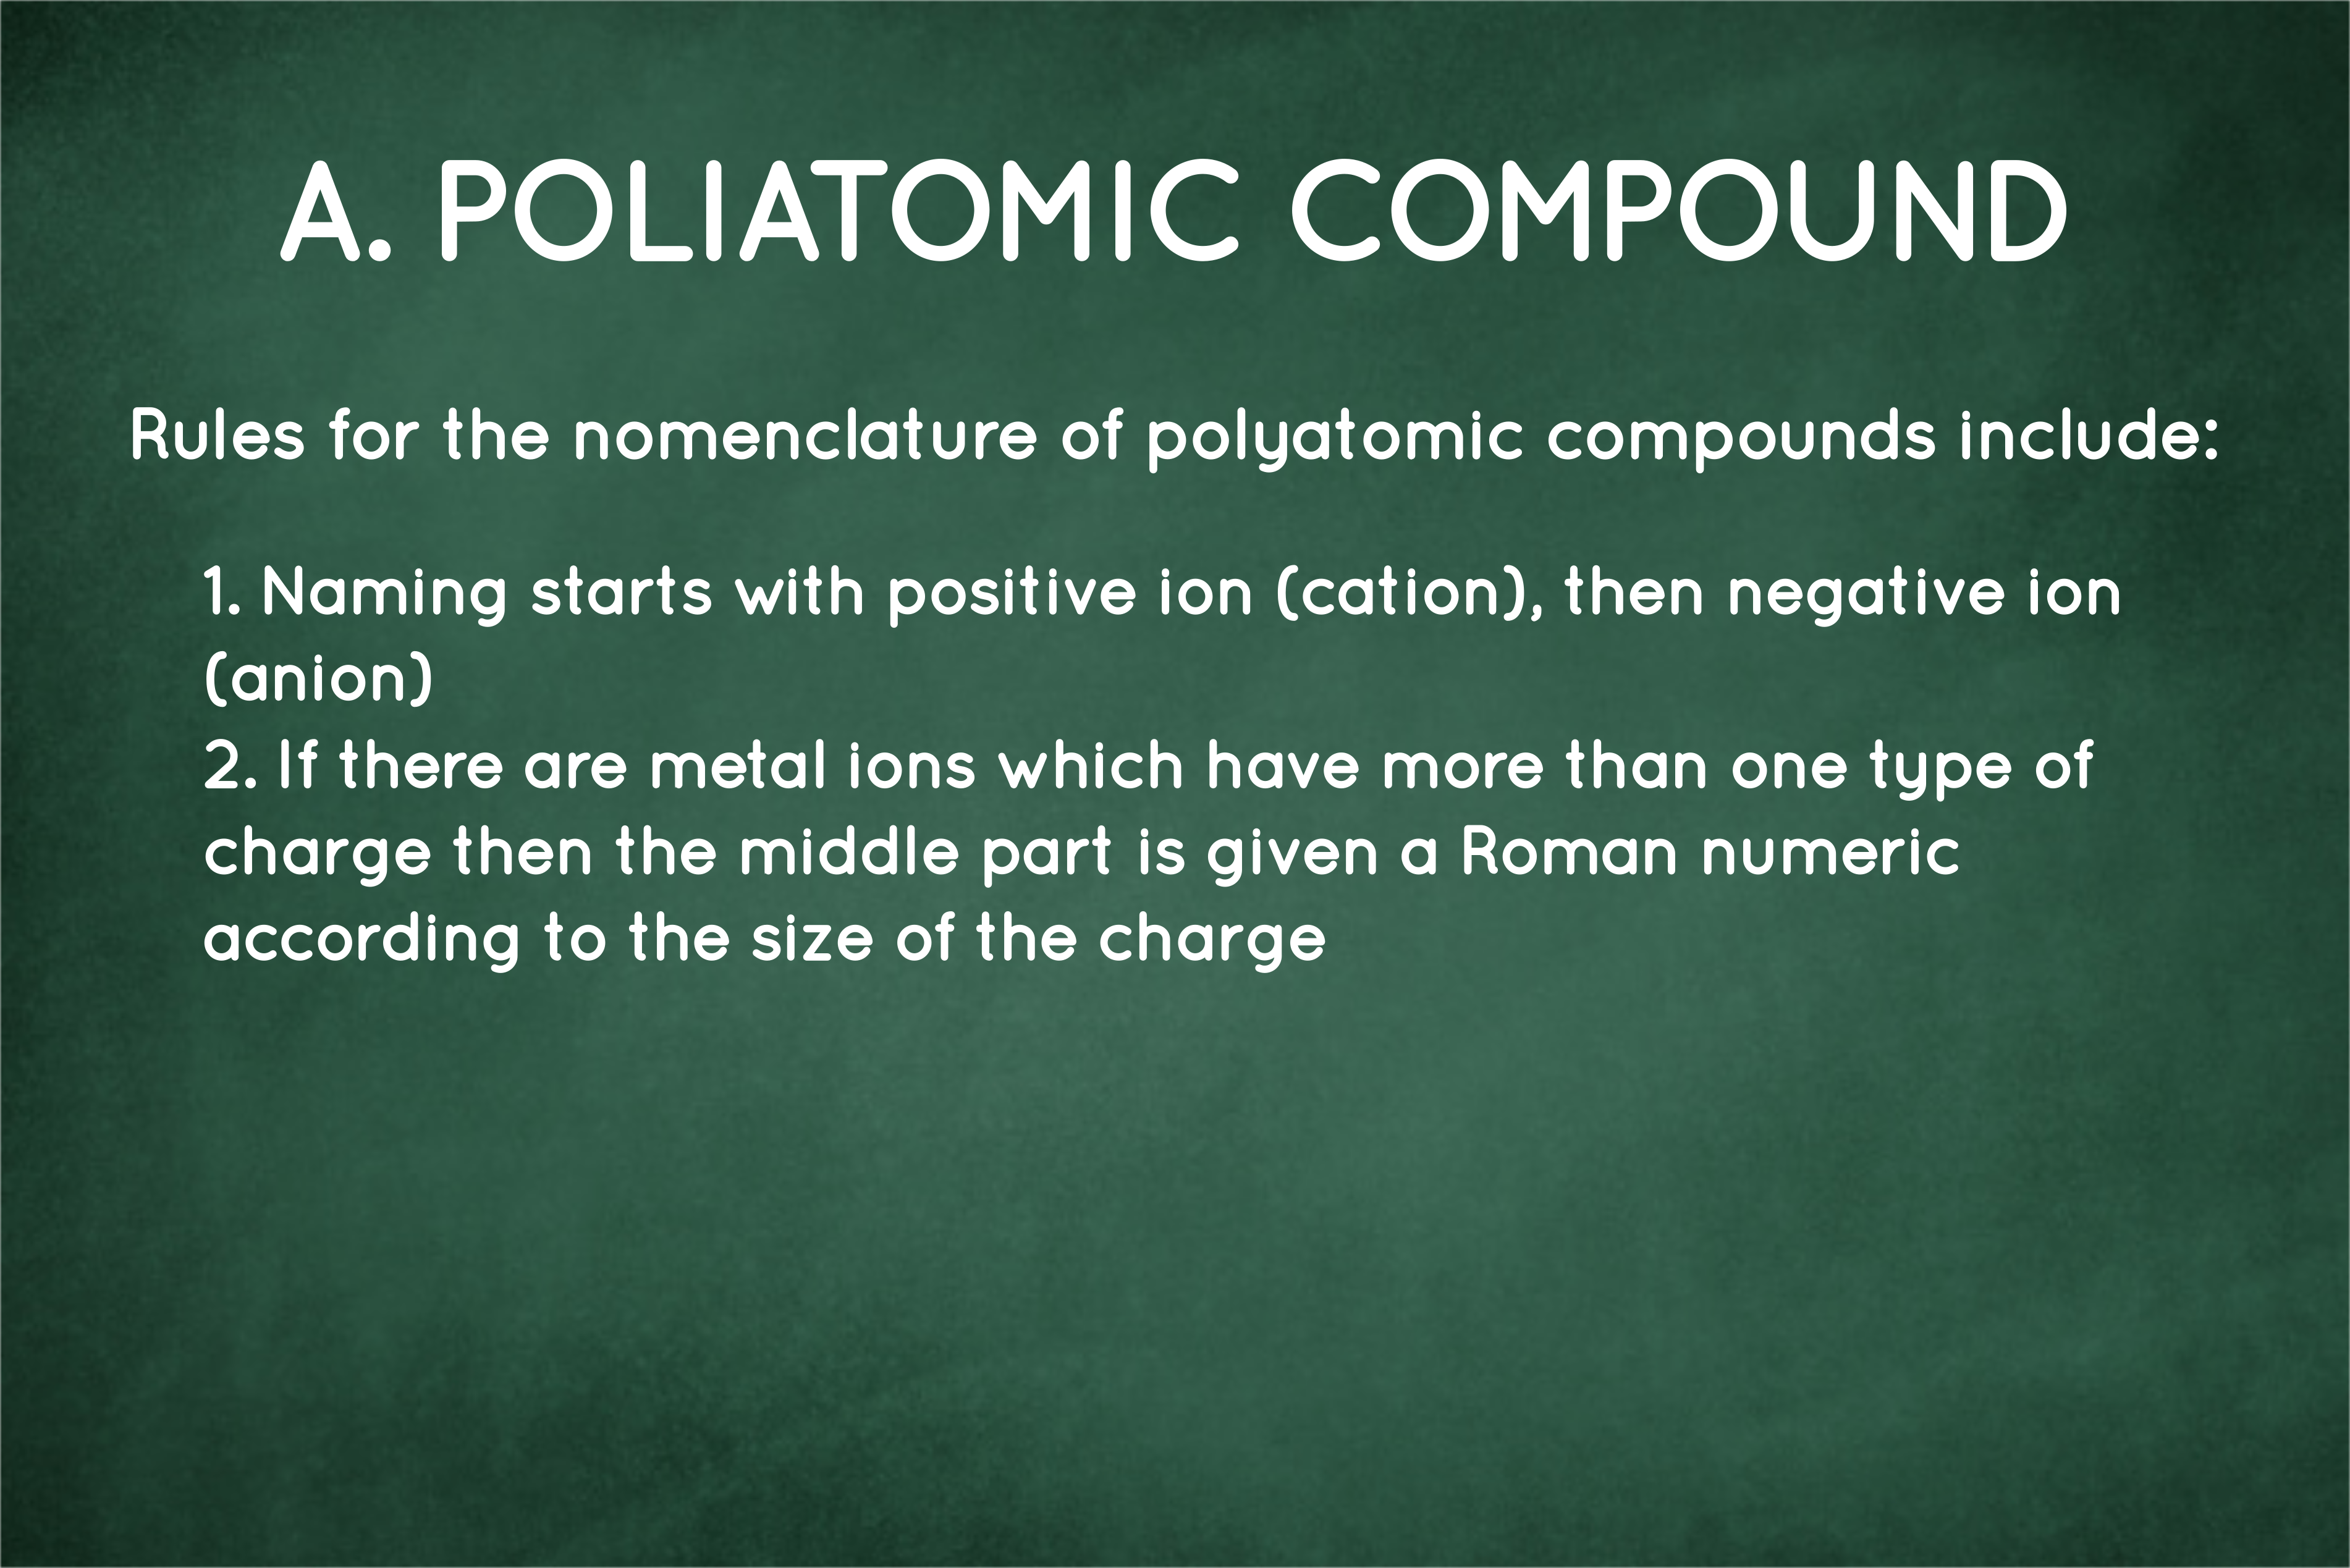 A. POLIATOMIC COMPOUND
Rules for the nomenclature of polyatomic compounds include:
1. Naming starts with positive ion (cation), then negative ion
(anion)
2. If there are metal ions which have more than one type of
charge then the middle part is given a Roman numeric
according to the size of the charge